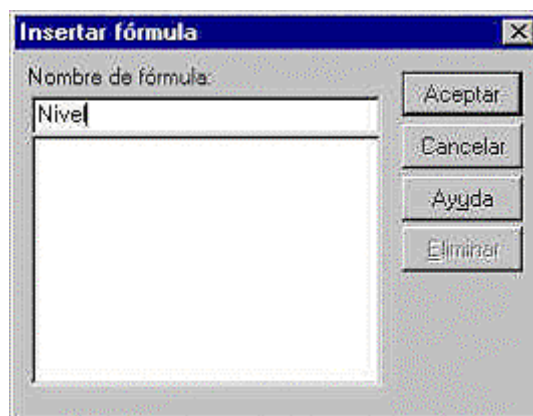 Insertar fórmula
Nombre de fórmula:
Nivel
Aceptar
Cancelar
Ayuda
Eliminar